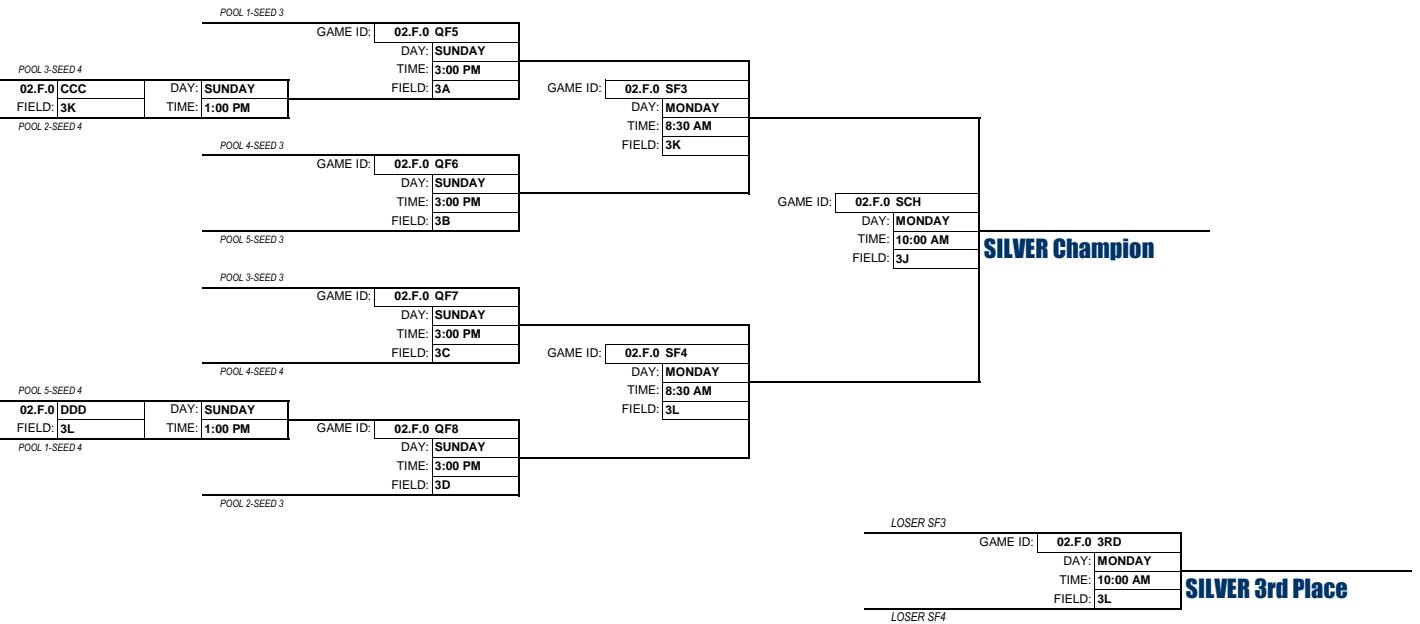 POOL 1-SEED 3
GAME ID: 02.F.0 QF5
DAY: SUNDAY
TIME: 3:00 PM
FIELD: 3A
POOL 3-SEED 4
02.F.0 CCC DAY: SUNDAY
FIELD: 3K TIME: 1:00 PM
POOL 2-SEED 4
POOL 4-SEED 3
GAME ID: 02.F.0 QF6
DAY: SUNDAY
TIME: 3:00 PM
FIELD: 3B
POOL 5-SEED 3
GAME ID: 02.F.0 SF3
DAY: MONDAY
TIME: 8:30 AM
FIELD: 3K
POOL 3-SEED 3
GAME ID: 02.F.0 QF7
DAY: SUNDAY
TIME: 3:00 PM
FIELD: 3C
POOL 4-SEED 4
POOL 5-SEED 4
02.F.0 DDD DAY: SUNDAY
FIELD: 3L TIME: 1:00 PM
POOL 1-SEED 4
GAME ID: 02.F.0 QF8
DAY: SUNDAY
TIME: 3:00 PM
FIELD: 3D
POOL 2-SEED 3
GAME ID: 02.F.0 SF4
DAY: MONDAY
TIME: 8:30 AM
FIELD: 3L
GAME ID: 02.F.0 SCH
DAY: MONDAY
TIME: 10:00 AM
FIELD: 3J
SILVER Champion
LOSER SF3
GAME ID: 02.F.0 3RD
DAY: MONDAY
TIME: 10:00 AM
FIELD: 3L
SILVER 3rd Place
LOSER SF4